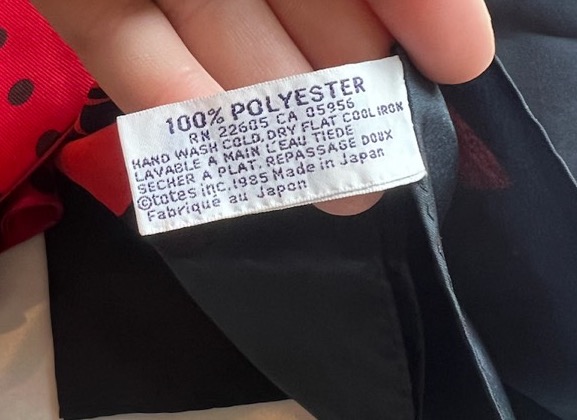 100% POLYESTER
RN 22605 CA 05956
HAND WASH COLD, DRY FLAT COOL IRON
LAVABLE A MAIN L'EAU TIEDE
SECHER A PLAT. REPASSAGE DOUX
©totes inc. 1985 Made in Japan
Fabriqué au Japon